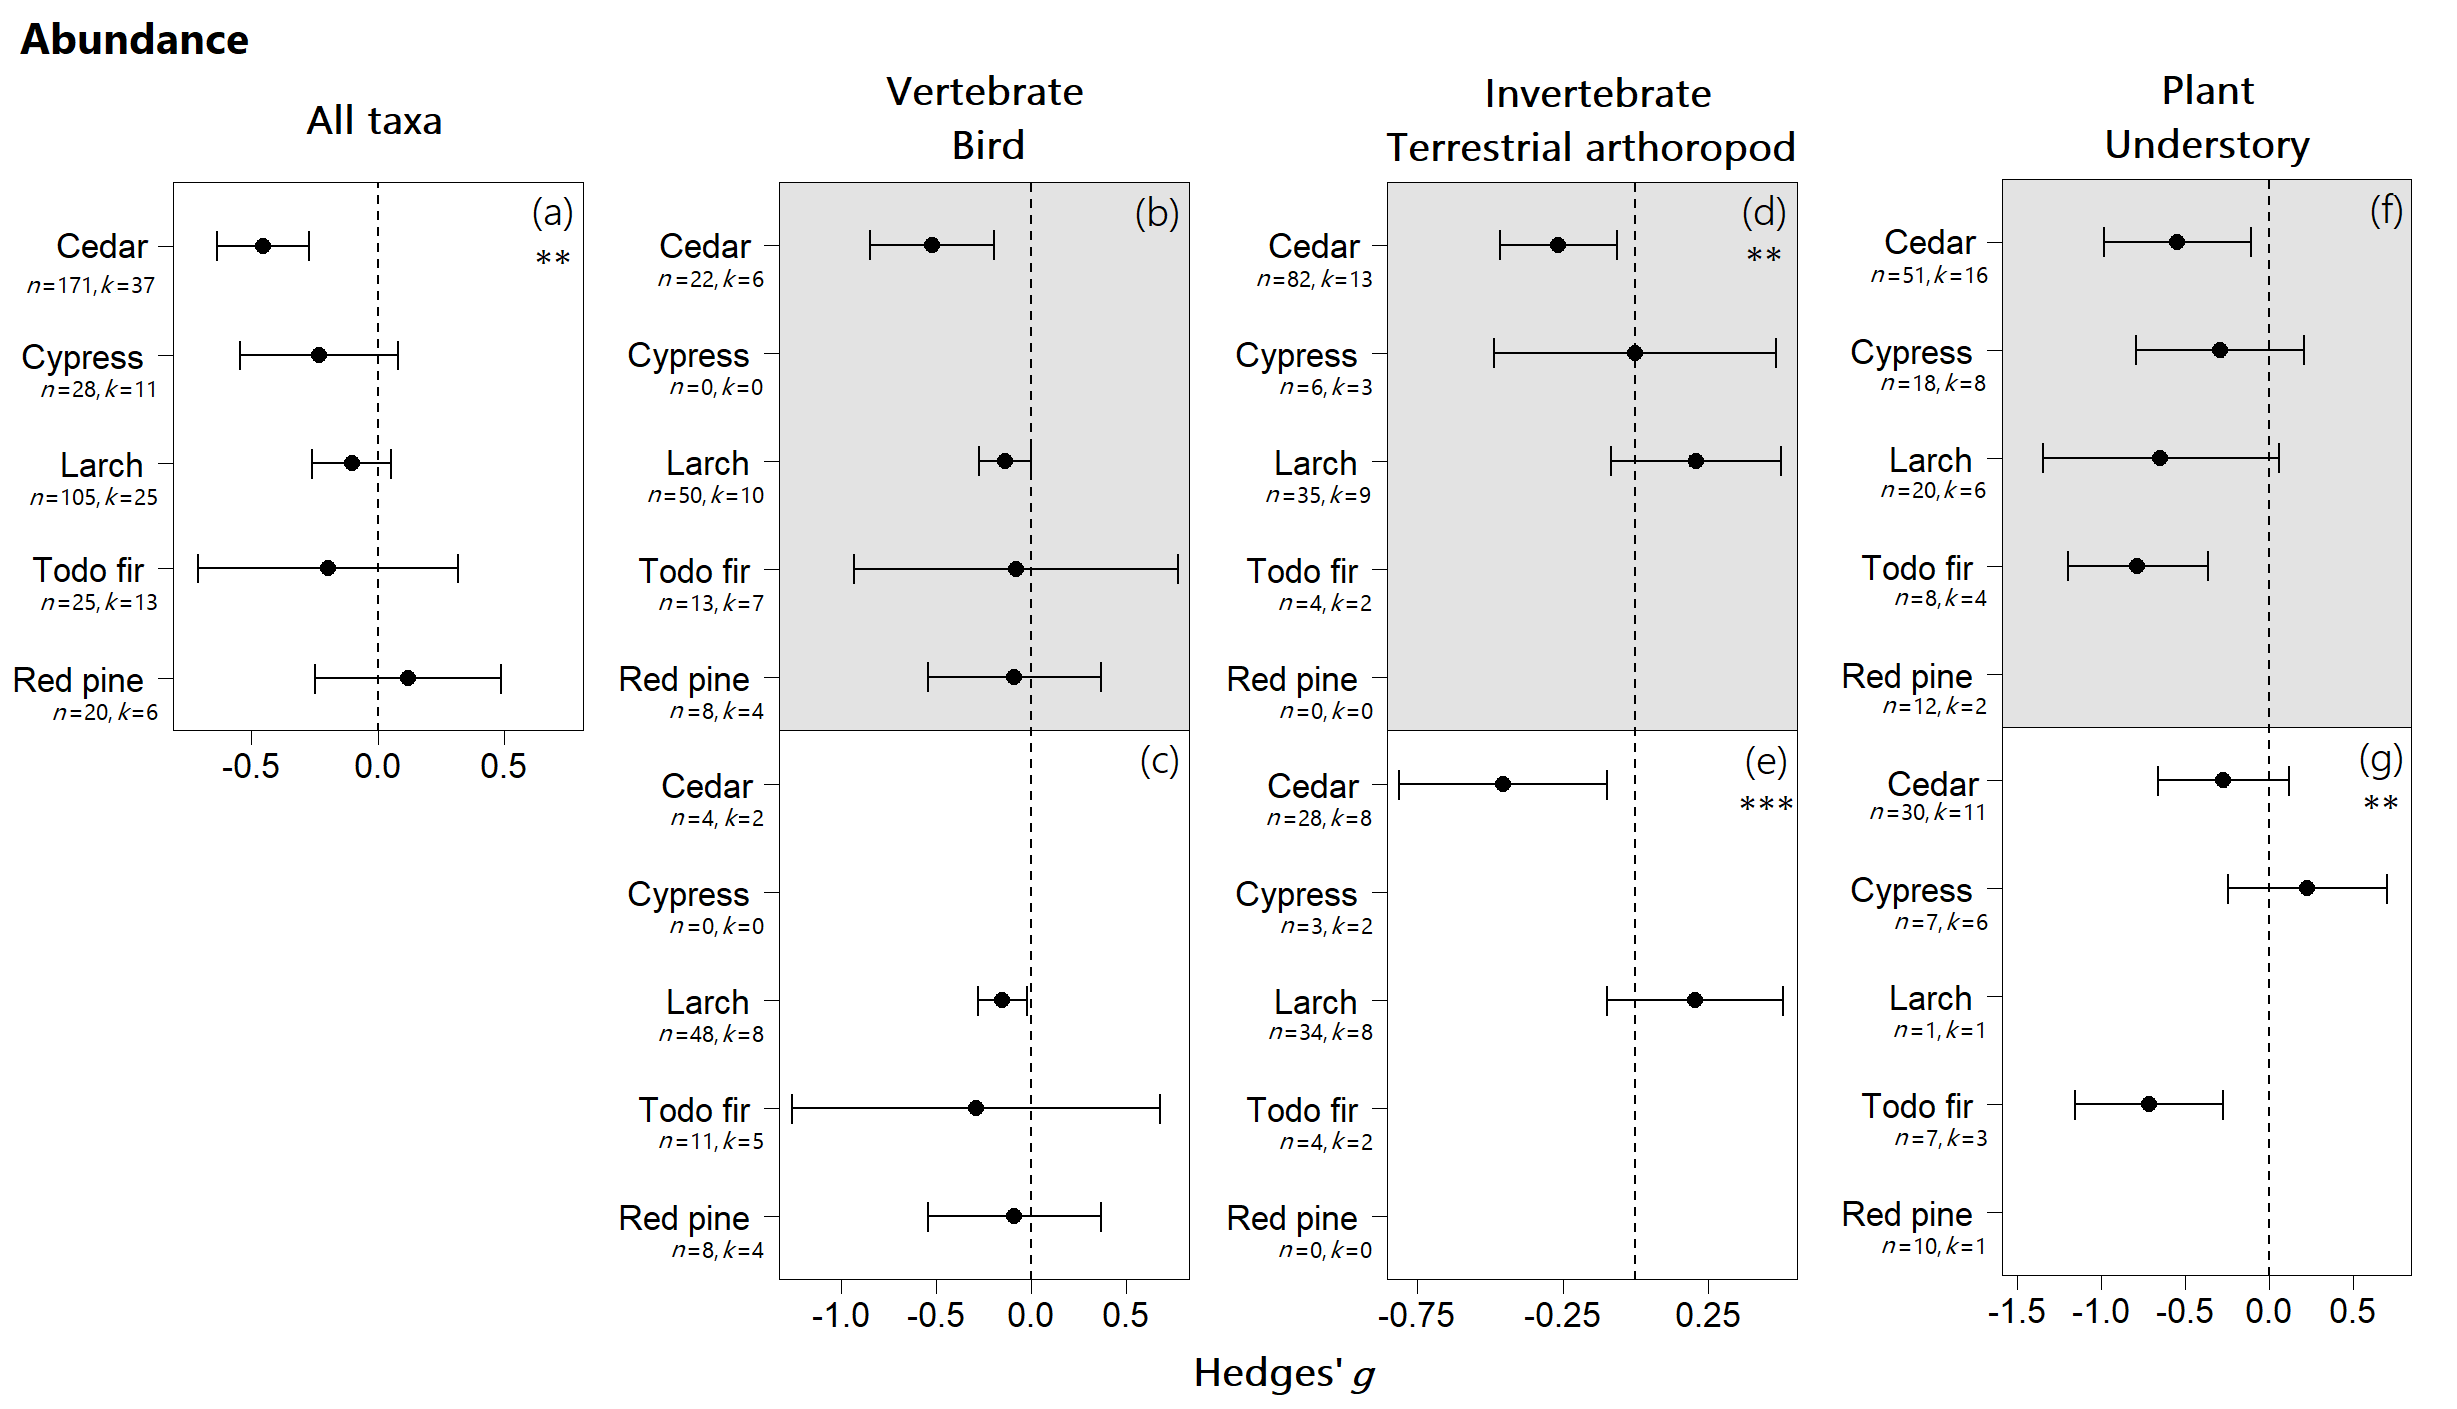 Abundance
All taxa
(a)
**
Cedar
n=171, k=37
Cypress
n=28, k=11
Larch
n=105, k=25
Todo fir
n=25, k=13
Red pine
n=20, k=6
-0.5 0.0 0.5
Vertebrate
Bird
(b)
Cedar
n=22, k=6
Cypress
n=0, k=0
Larch
n=50, k=10
Todo fir
n=13, k=7
Red pine
n=8, k=4
(c)
Cedar
n=4, k=2
Cypress
n=0, k=0
Larch
n=48, k=8
Todo fir
n=11, k=5
Red pine
n=8, k=4
-1.0 -0.5 0.0 0.5
Invertebrate
Terrestrial arthoropod
(d)
**
Cedar
n=82, k=13
Cypress
n=6, k=3
Larch
n=35, k=9
Todo fir
n=4, k=2
Red pine
n=0, k=0
(e)
***
Cedar
n=28, k=8
Cypress
n=3, k=2
Larch
n=34, k=8
Todo fir
n=4, k=2
Red pine
n=0, k=0
-0.75 -0.25 0.25
Plant
Understory
(f)
Cedar
n=51, k=16
Cypress
n=18, k=8
Larch
n=20, k=6
Todo fir
n=8, k=4
Red pine
n=12, k=2
(g)
**
Cedar
n=30, k=11
Cypress
n=7, k=6
Larch
n=1, k=1
Todo fir
n=7, k=3
Red pine
n=10, k=1
-1.5 -1.0 -0.5 0.0 0.5
Hedges' g